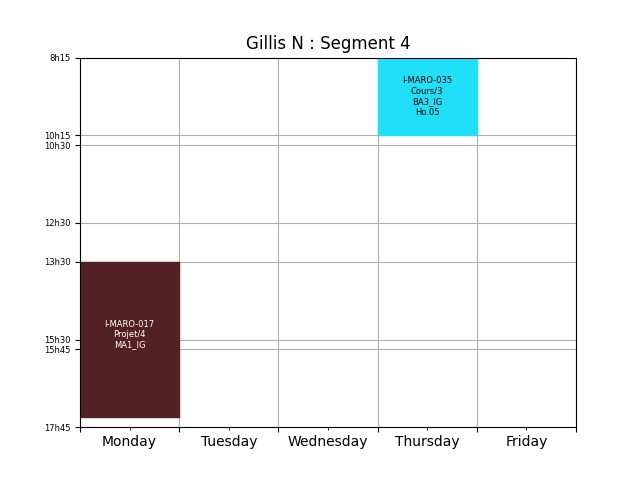 Gillis N : Segment 4
8h15
I-MARO-035
Cours/3
BA3_IG
Ho.05
10h15
10h30
12h30
13h30
I-MARO-017
Projet/4
MA1_IG
15h30
15h45
17h45
Monday Tuesday Wednesday Thursday Friday